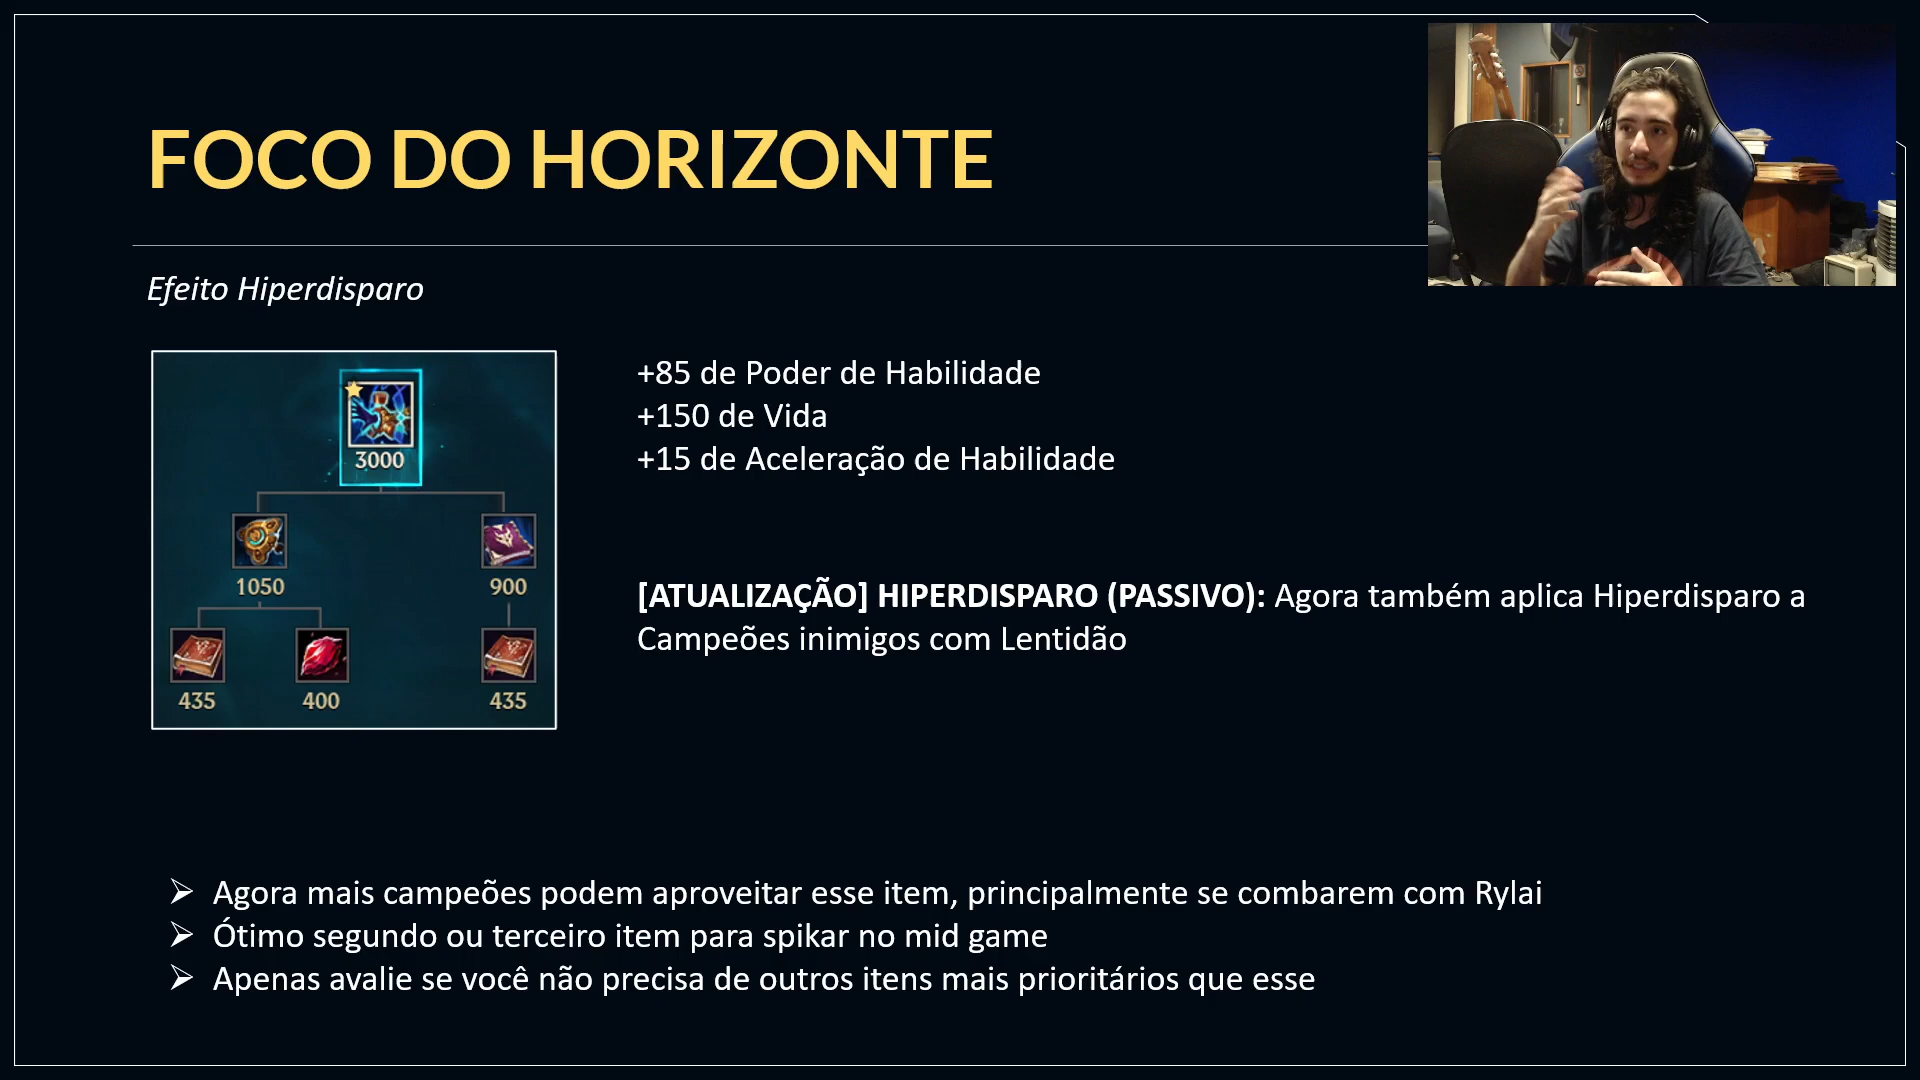 FOCO DO HORIZONTE
Efeito Hiperdisparo
3000
1050
900
435
400
435
+85 de Poder de Habilidade
+150 de Vida
+15 de Aceleração de Habilidade
[ATUALIZAÇÃO] HIPERDISPARO (PASSIVO): Agora também aplica Hiperdisparo a
Campeões inimigos com Lentidão
Agora mais campeões podem aproveitar esse item, principalmente se combarem com Rylai
Ótimo segundo ou terceiro item para spikar no mid game
Apenas avalie se você não precisa de outros itens mais prioritários que esse